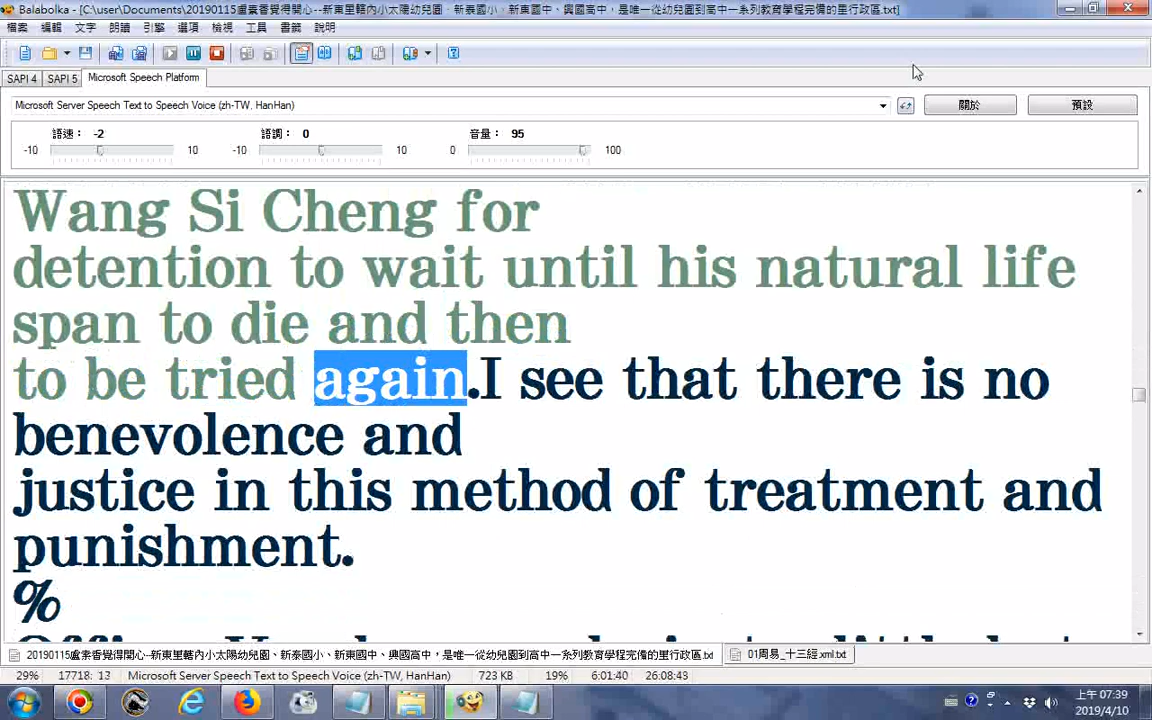 Balabolka - [C:\user\Documents\20190115盧素香覺得開心--新東里轄內小太陽幼兒園、新泰國小、新東國中、興國高中，是唯一從幼兒園到高中一系列教育學程完備的里行政區.txt]
檔案 編輯 文字 朗讀 引擎 選項 檢視 工具 書籤 說明
SAPI 4 SAPI 5 Microsoft Speech Platform
Microsoft Server Speech Text to Speech Voice (zh-TW, HanHan) 關於 預設
語速： -2 語調： 0 音量： 95
-10 10 -10 10 0 100
Wang Si Cheng for
detention to wait until his natural life
span to die and then
to be tried again.I see that there is no
benevolence and
justice in this method of treatment and
punishment.
%
20190115盧素香覺得開心--新東里轄內小太陽幼兒園、新泰國小、新東國中、興國高中，是唯一從幼兒園到高中一系列教育學程完備的里行政區.txt 01周易_十三經.xml.txt
29% 17718: 13 Microsoft Server Speech Text to Speech Voice (zh-TW, HanHan) 723 KB 19% 6:01:40 26:08:43
上午 07:39
2019/4/10